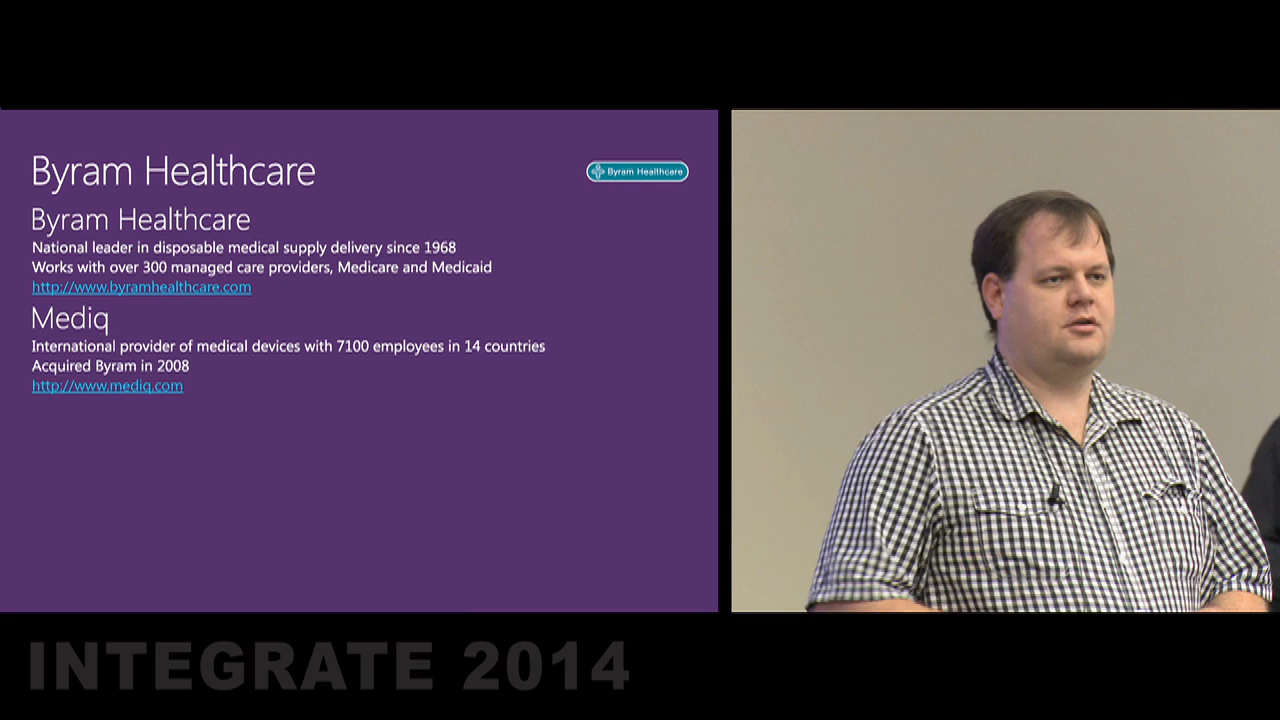 Byram Healthcare
Byram Healthcare
Byram Healthcare
National leader in disposable medical supply delivery since 1968
Works with over 300 managed care providers, Medicare and Medicaid
http://www.byramhealthcare.com
Mediq
International provider of medical devices with 7100 employees in 14 countries
Acquired Byram in 2008
http://www.mediq.com
INTEGRATE 2014